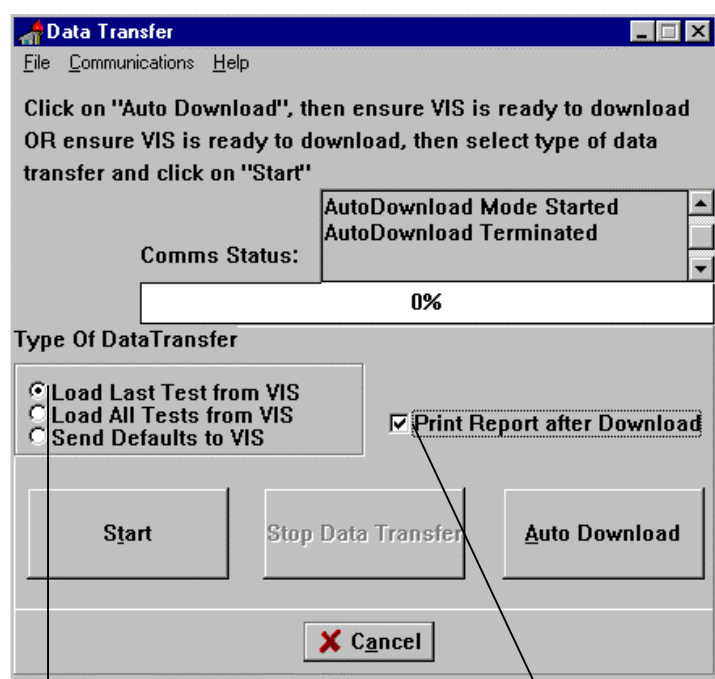 Data Transfer
File Communications Help
Click on "Auto Download", then ensure VIS is ready to download
OR ensure VIS is ready to download, then select type of data
transfer and click on "Start"
AutoDownload Mode Started
AutoDownload Terminated
Comms Status:
0%
Type Of DataTransfer
Load Last Test from VIS
Load All Tests from VIS
Send Defaults to VIS
Print Report after Download
Start
Stop Data Transfer
Auto Download
Cancel